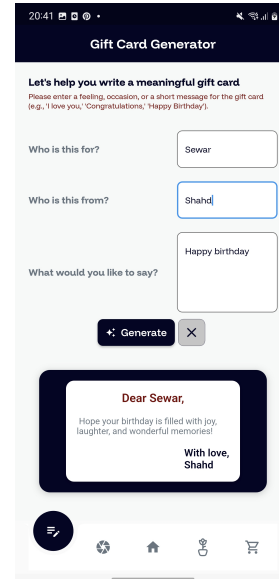 20:41
Gift Card Generator
Let's help you write a meaningful gift card
Please enter a feeling, occasion, or a short message for the gift card
(e.g., 'I love you,' 'Congratulations,' 'Happy
Birthday').
Who is this for?
Sewar
Who is this from?
Shahd
What would you like to say?
Happy birthday
Generate
Dear Sewar,
Hope your birthday is filled with joy,
laughter, and wonderful memories!
With love,
Shahd